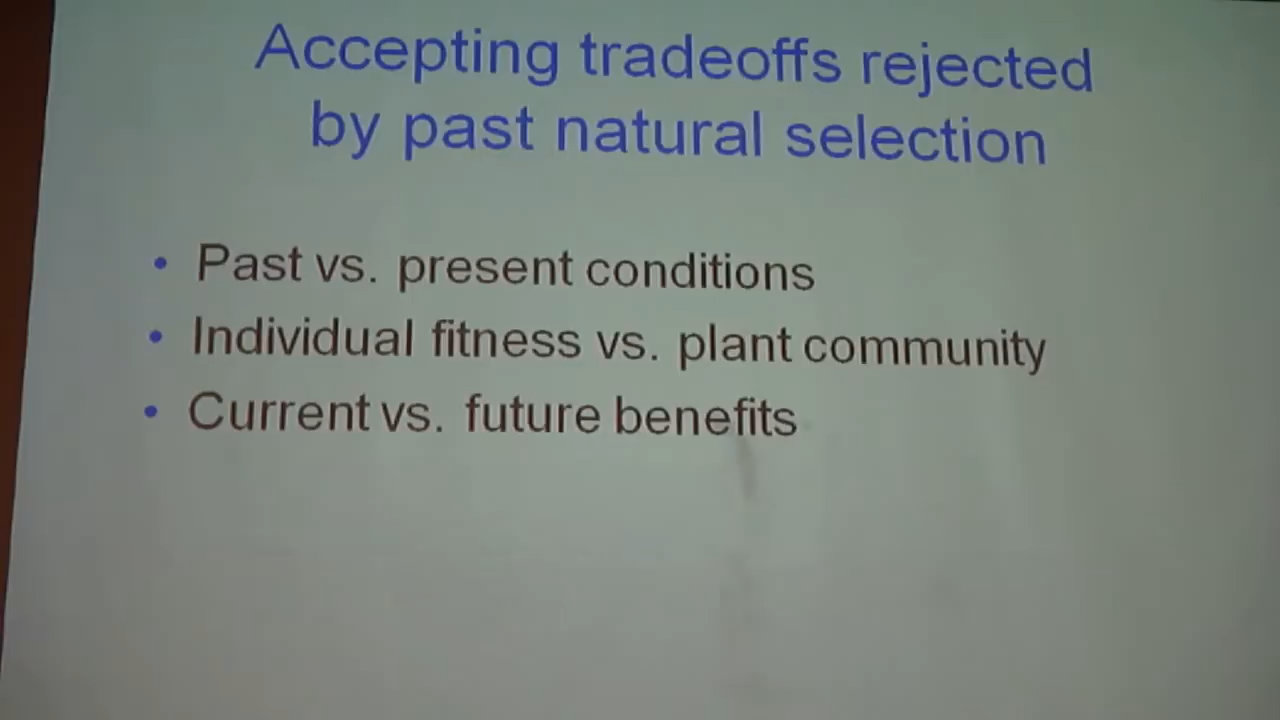 Accepting tradeoffs rejected
by past natural selection
• Past vs. present conditions
• Individual fitness vs. plant community
• Current vs. future benefits